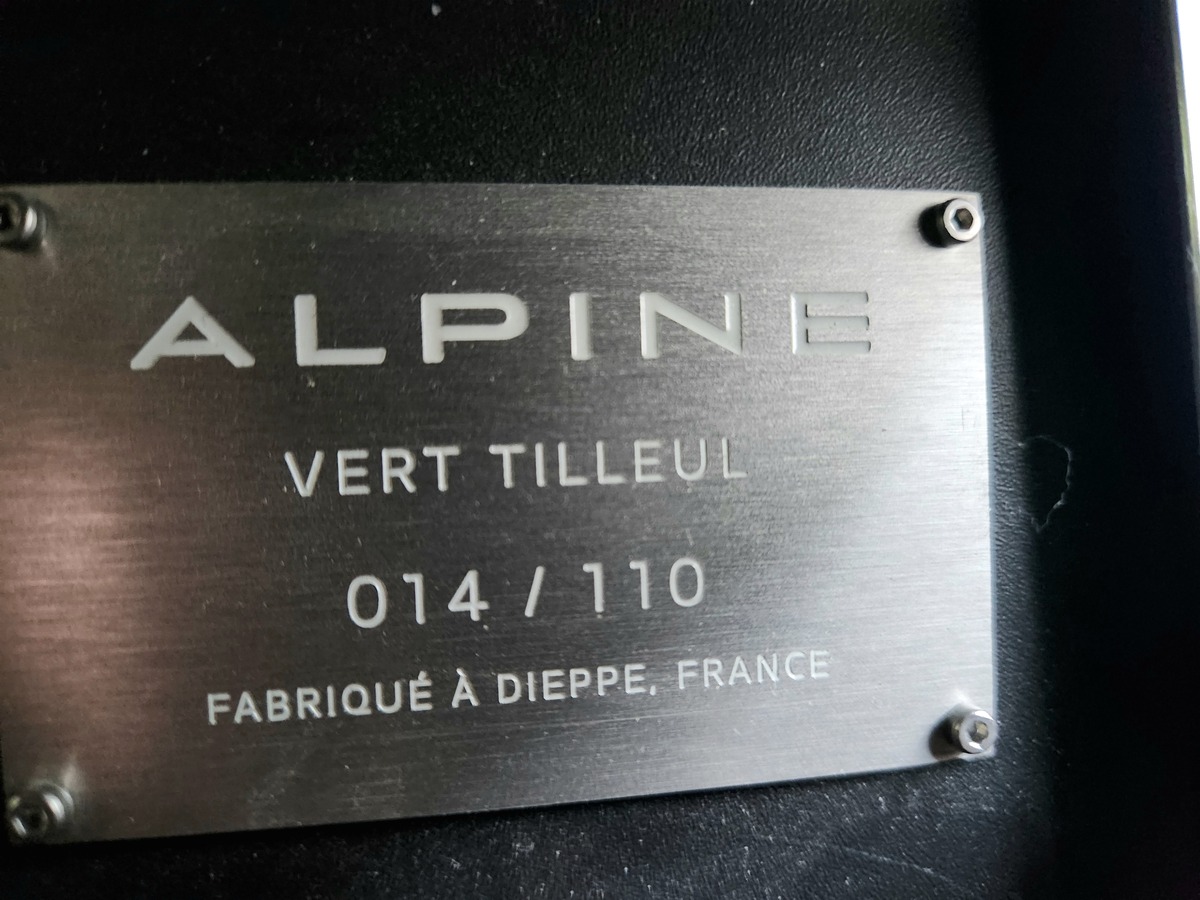 ALPINE
VERT TILLEUL
014 / 110
FABRIQUÉ À DIEPPE, FRANCE